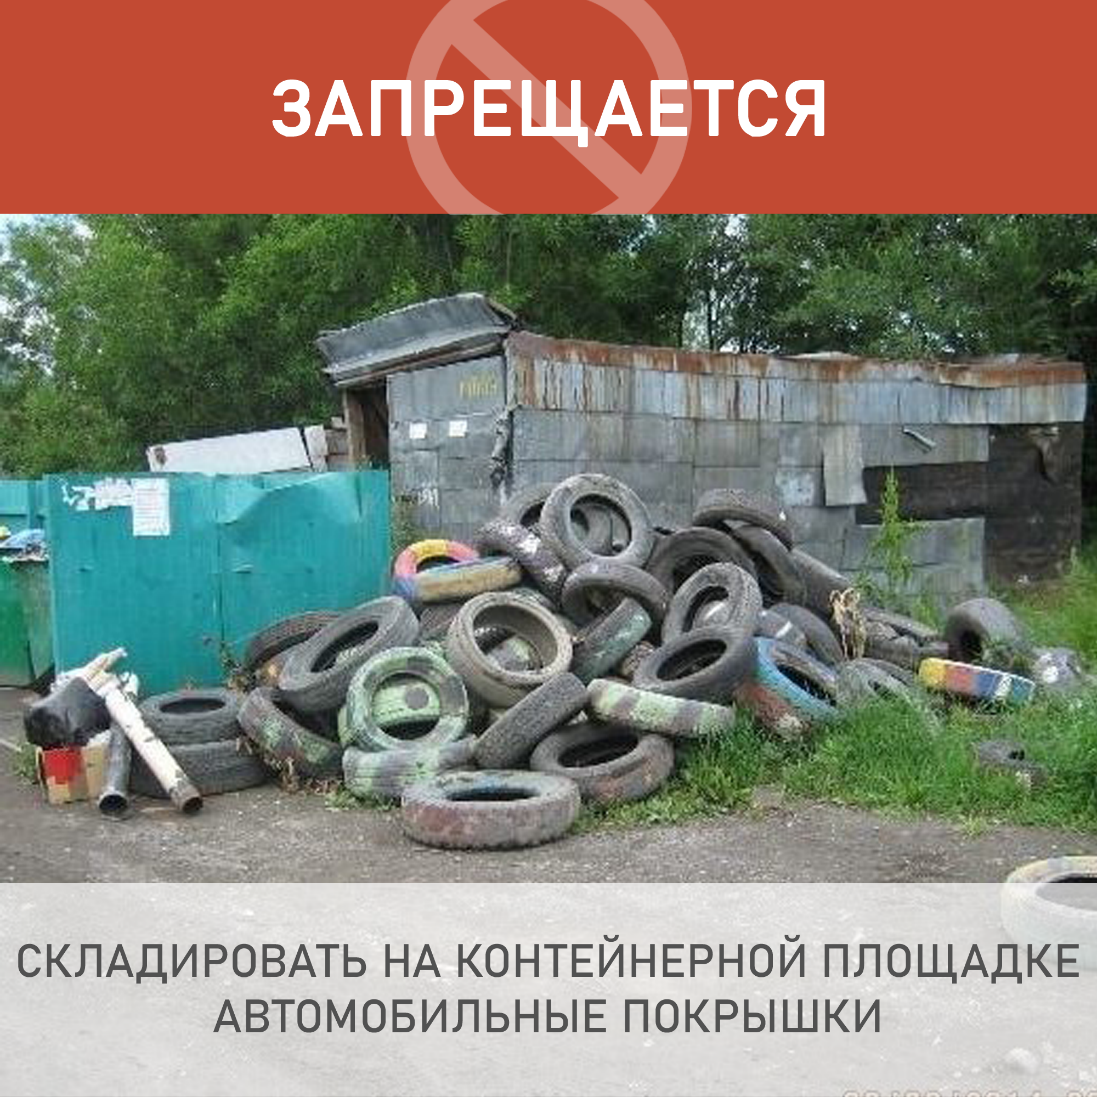 ЗАПРЕЩАЕТСЯ
СКЛАДИРОВАТЬ НА КОНТЕЙНЕРНОЙ ПЛОЩАДКЕ
АВТОМОБИЛЬНЫЕ ПОКРЫШКИ